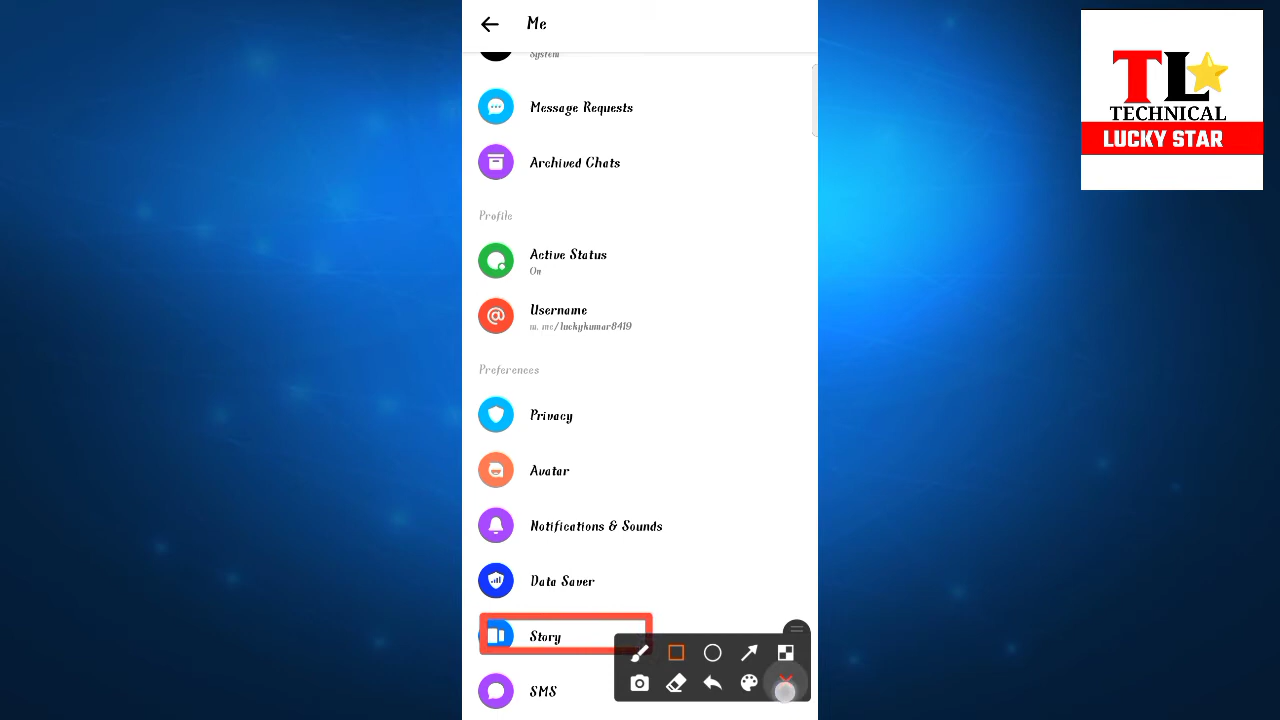 Me
System
Message Requests
Archived Chats
Profile
Active Status
On
Username
m. me/luckykumar8419
Preferences
Privacy
Avatar
Notifications & Sounds
Data Saver
Story
SMS
TL
TECHNICAL
LUCKY STAR